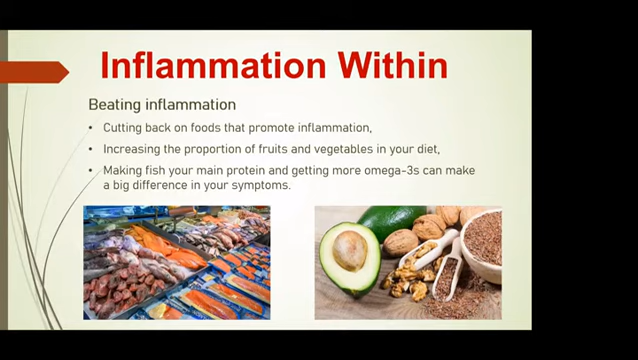 Inflammation Within
Beating inflammation
• Cutting back on foods that promote inflammation,
• Increasing the proportion of fruits and vegetables in your diet,
• Making fish your main protein and getting more omega-3s can make
a big difference in your symptoms.